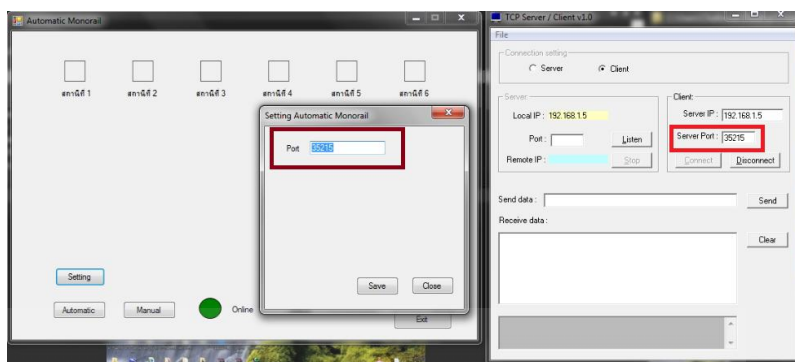 Automatic Monorail
สถานีที่ 1
สถานีที่ 2
สถานีที่ 3
สถานีที่ 4
สถานีที่ 5
สถานีที่ 6
Setting Automatic Monorail
Port 35215
Save Close
Setting
Automatic Manual Online
Exit
TCP Server / Client v1.0
File
Connection setting
Server Client
Server
Local IP : 192.168.1.5
Port : Listen
Remote IP : Stop
Client:
Server IP : 192.168.1.5
Server Port : 35215
Connect Disconnect
Send data : Send
Receive data :
Clear